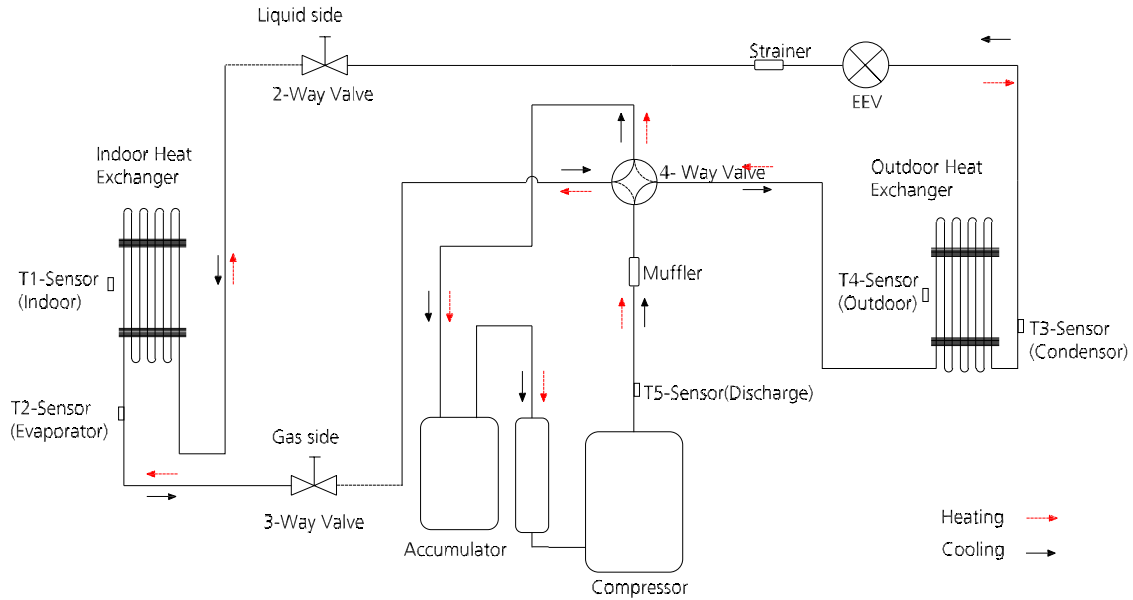 Liquid side
2-Way Valve
Strainer
EEV
Indoor Heat
Exchanger
4- Way Valve
Outdoor Heat
Exchanger
T1-Sensor
(Indoor)
Muffler
T4-Sensor
(Outdoor)
T3-Sensor
(Condensor)
T2-Sensor
(Evaporator)
T5-Sensor(Discharge)
Gas side
3-Way Valve
Accumulator
Compressor
Heating
Cooling